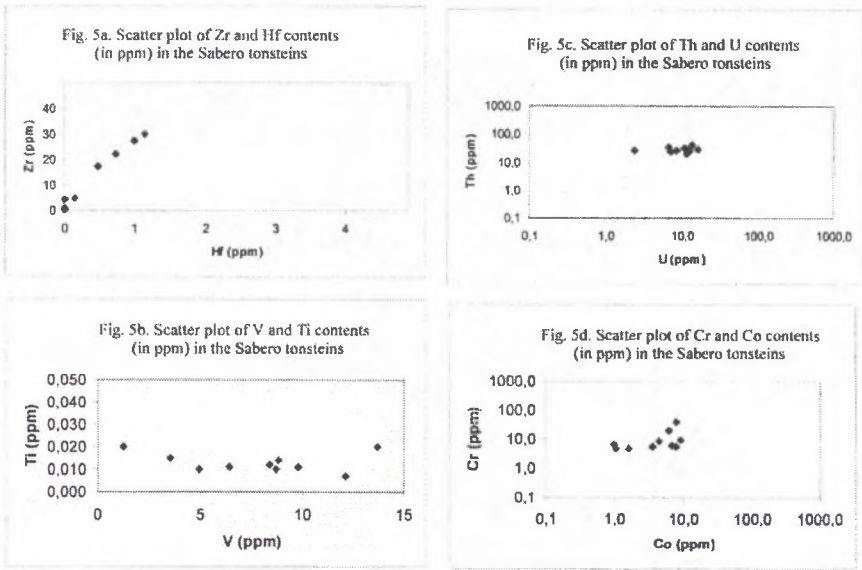 Fig. 5a. Scatter plot of Zr and Hf contents
(in ppm) in the Sabero tonsteins
Zr (ppm)
40
30
20
10
0
0 1 2 3 4
Hf (ppm)
Fig. 5c. Scatter plot of Th and U contents
(in ppm) in the Sabero tonsteins
Th (ppm)
1000,0
100,0
10,0
1,0
0,1
0,1 1,0 10,0 100,0 1000,0
U (ppm)
Fig. 5b. Scatter plot of V and Ti contents
(in ppm) in the Sabero tonsteins
Ti (ppm)
0,050
0,040
0,030
0,020
0,010
0,000
0 5 10 15
V (ppm)
Fig. 5d. Scatter plot of Cr and Co contents
(in ppm) in the Sabero tonsteins
Cr (ppm)
1000,0
100,0
10,0
1,0
0,1
0,1 1,0 10,0 100,0 1000,0
Co (ppm)